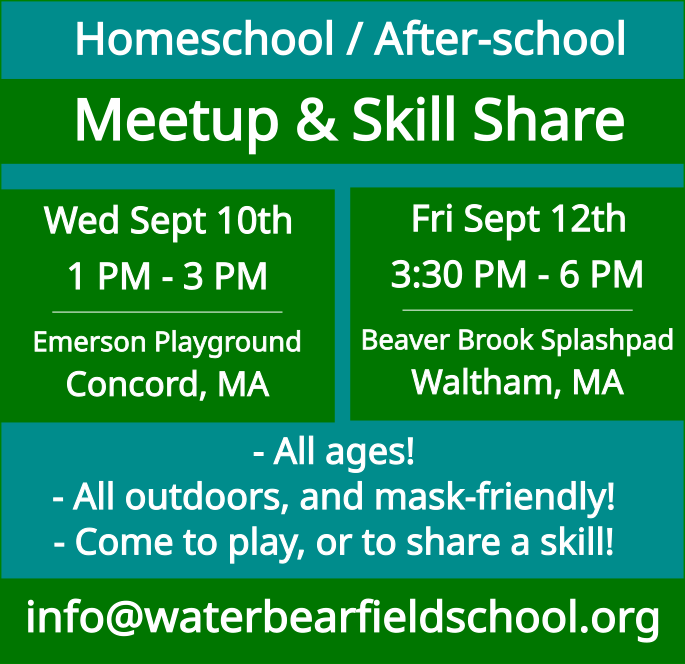 Homeschool / After-school
Meetup & Skill Share
Wed Sept 10th
1 PM - 3 PM
Emerson Playground
Concord, MA
Fri Sept 12th
3:30 PM - 6 PM
Beaver Brook Splashpad
Waltham, MA
- All ages!
- All outdoors, and mask-friendly!
- Come to play, or to share a skill!
info@waterbearfieldschool.org